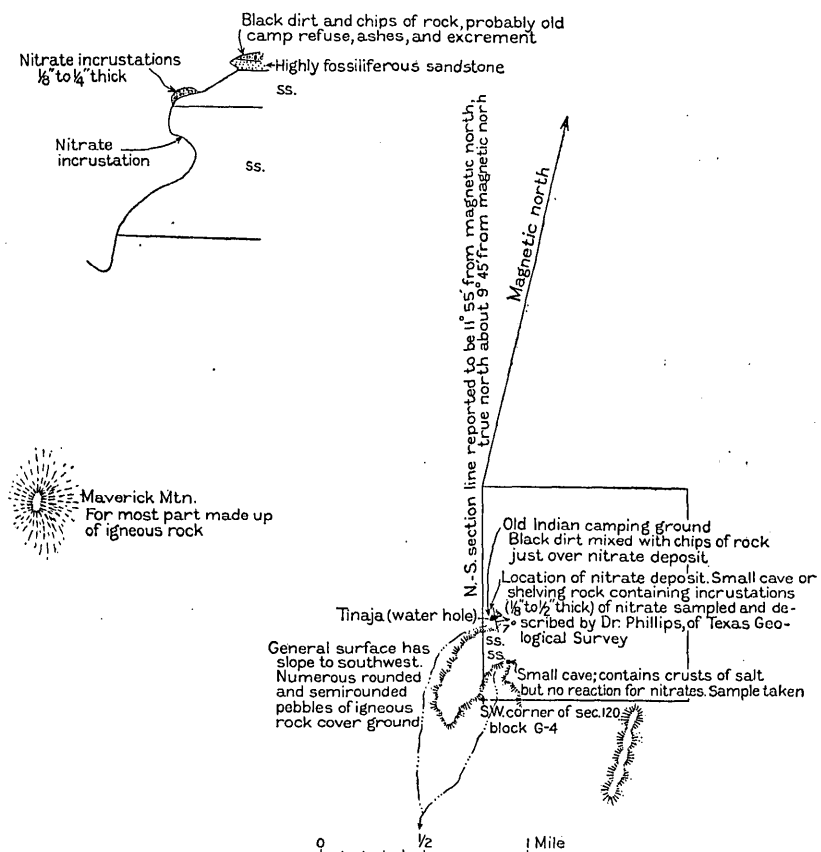 Black dirt and chips of rock, probably old
camp refuse, ashes, and excrement
Nitrate incrustations
⅛" to ¼" thick
Highly fossiliferous sandstone
ss.
Nitrate
incrustation
ss.
N.-S. section line reported to be 11° 55' from magnetic north,
true north about 9° 45' from magnetic norh
Magnetic north
Maverick Mtn.
For most part made up
of igneous rock
Old Indian camping ground
Black dirt mixed with chips of rock
just over nitrate deposit
Location of nitrate deposit. Small cave or
shelving rock containing incrustations
(⅛" to ½" thick) of nitrate sampled and de-
scribed by Dr. Phillips, of Texas Geo-
logical Survey
Tinaja (water hole)
7°
ss.
ss.
General surface has
slope to southwest.
Numerous rounded
and semirounded
pebbles of igneous
rock cover ground
Small cave; contains crusts of salt
but no reaction for nitrates. Sample taken
S.W. corner of sec. 120
block G-4
0 1/2 1 Mile